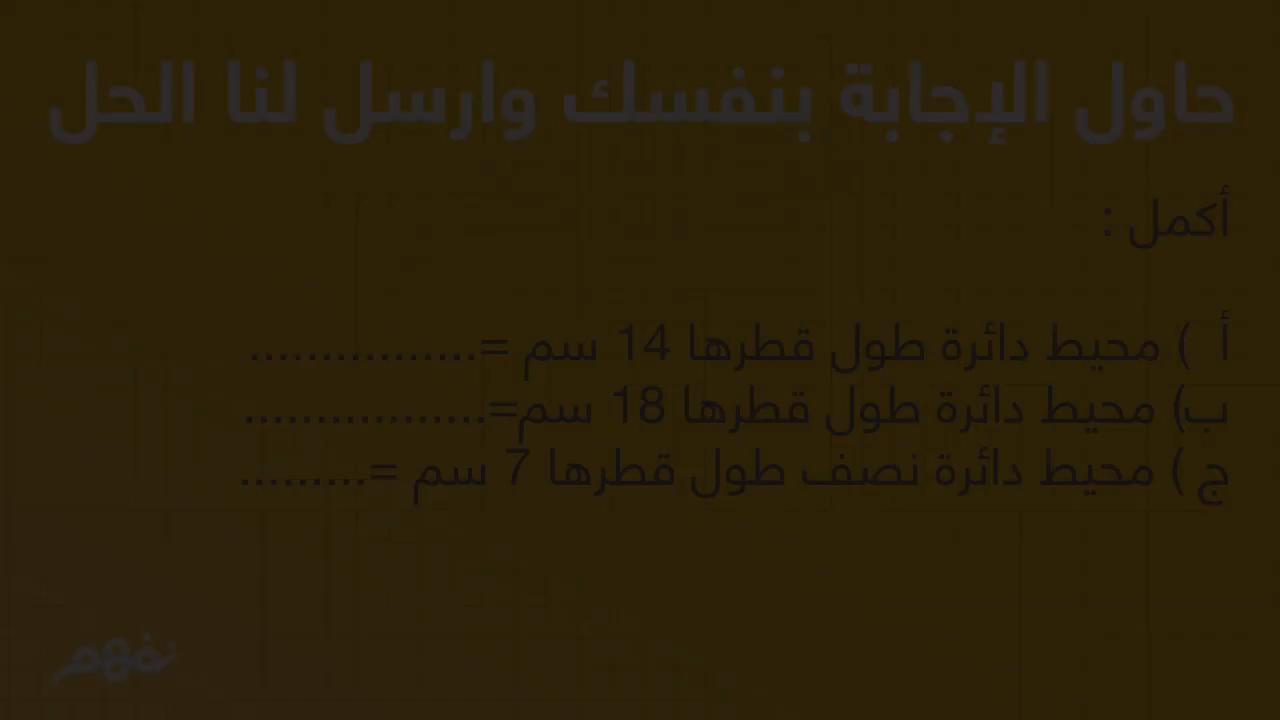 حاول الإجابة بنفسك وارسل لنا الحل
أكمل :
أ ) محيط دائرة طول قطرها 14 سم =................
ب) محيط دائرة طول قطرها 18 سم=.................
ج ) محيط دائرة نصف طول قطرها 7 سم =.........
نفهم